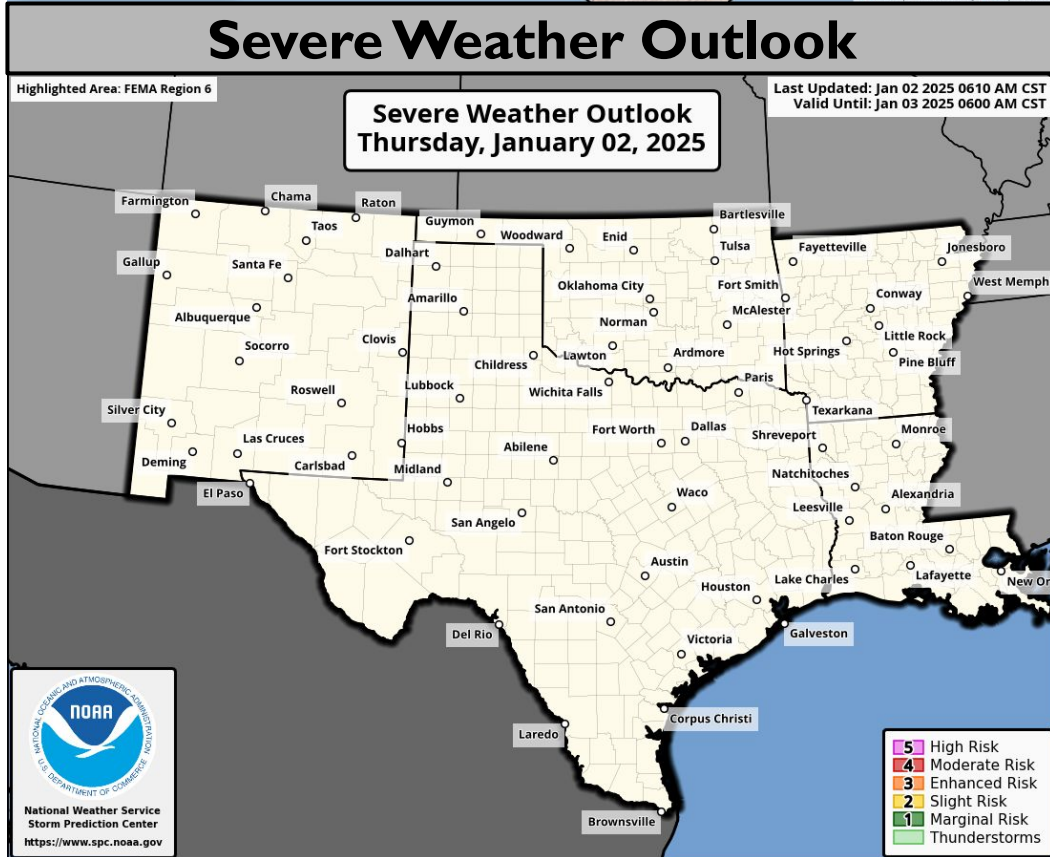 Severe Weather Outlook
Highlighted Area: FEMA Region 6
Last Updated: Jan 02 2025 0610 AM CST
Valid Until: Jan 03 2025 0600 AM CST
Severe Weather Outlook
Thursday, January 02, 2025
Farmington
Chama
Raton
Taos
Guymon
Woodward
Enid
Bartlesville
Tulsa
Fayetteville
Jonesboro
Gallup
Santa Fe
Dalhart
Oklahoma City
Fort Smith
West Memph
Albuquerque
Amarillo
Norman
McAlester
Conway
Socorro
Clovis
Childress
Lawton
Ardmore
Hot Springs
Little Rock
Pine Bluff
Roswell
Lubbock
Wichita Falls
Paris
Texarkana
Silver City
Las Cruces
Hobbs
Abilene
Fort Worth
Dallas
Shreveport
Monroe
Deming
Carlsbad
Midland
Natchitoches
El Paso
San Angelo
Waco
Leesville
Alexandria
Fort Stockton
Baton Rouge
Austin
Houston
Lake Charles
Lafayette
New Or
San Antonio
Del Rio
Victoria
Galveston
Laredo
Corpus Christi
Brownsville
NATIONAL OCEANIC AND ATMOSPHERIC ADMINISTRATION
NOAA
U.S. DEPARTMENT OF COMMERCE
National Weather Service
Storm Prediction Center
https://www.spc.noaa.gov
5 High Risk
4 Moderate Risk
3 Enhanced Risk
2 Slight Risk
1 Marginal Risk
Thunderstorms